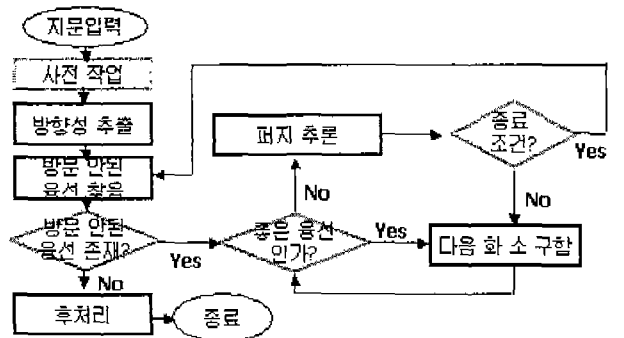 지문입력
사전 작업
방향성 추출
방문 안된
융선 찾음
방문 안된
융선 존재?
Yes
No
후처리
종료
좋은 융선
인가?
Yes
No
퍼지 추론
종료
조건?
Yes
No
다음 화 소 구함